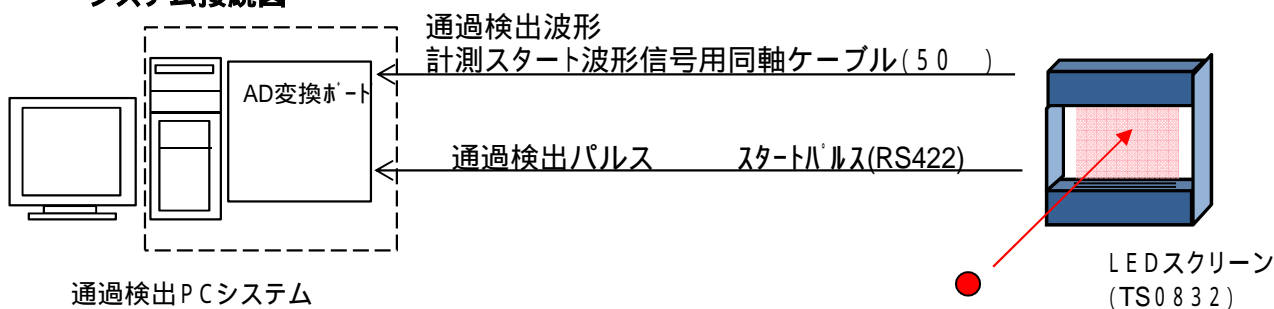 システム接続図
通過検出波形
計測スタート波形信号用同軸ケーブル(50　)
AD変換ﾎﾞｰﾄ
通過検出パルス　　ｽﾀｰﾄﾊﾟﾙｽ(RS422)
LEDスクリーン
(TS0832)
通過検出PCシステム